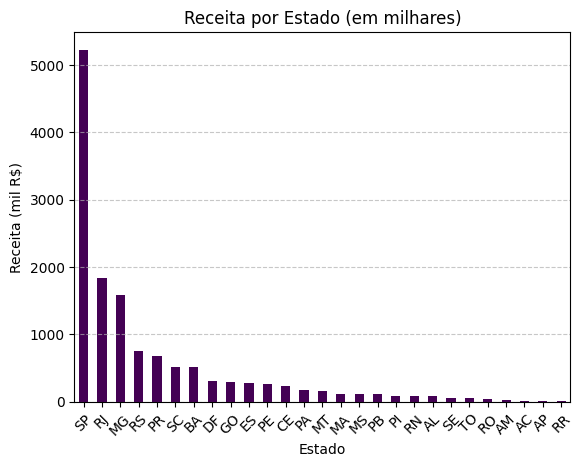 Receita por Estado (em milhares)
Receita (mil R$)
5000
4000
3000
2000
1000
0
SP RJ MG RS PR SC BA DF GO ES PE CE PA MT MA MS PB PI RN AL SE TO RO AM AC AP RR
Estado